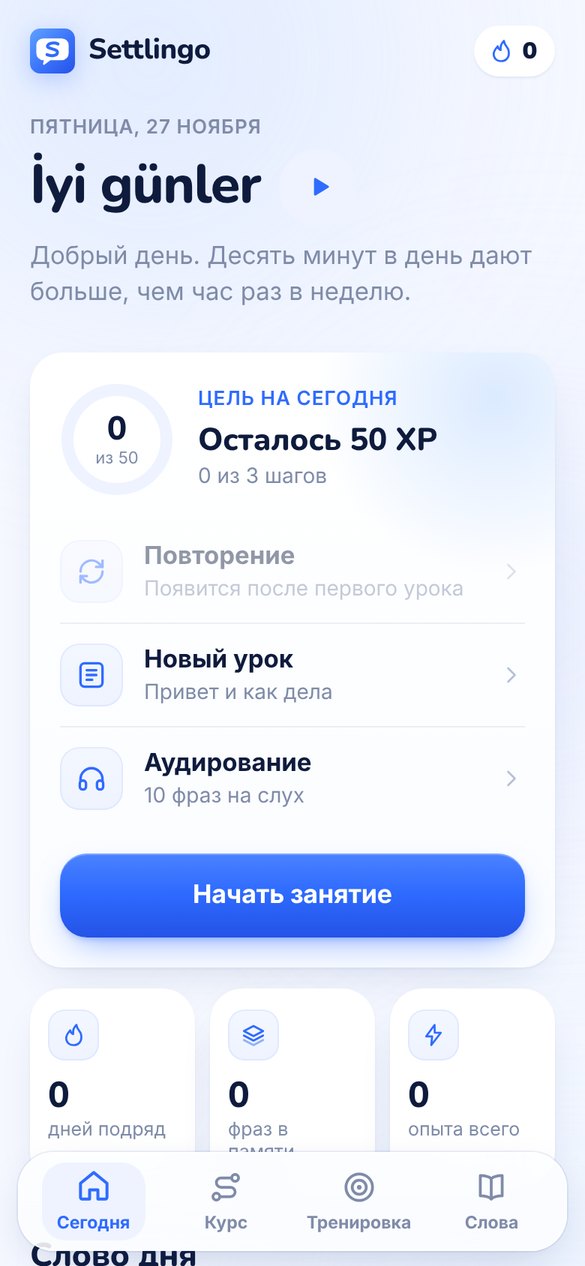 Settlingo
0
ПЯТНИЦА, 27 НОЯБРЯ
İyi günler
Добрый день. Десять минут в день дают
больше, чем час раз в неделю.
0
из 50
ЦЕЛЬ НА СЕГОДНЯ
Осталось 50 XP
0 из 3 шагов
Повторение
Появится после первого урока
Новый урок
Привет и как дела
Аудирование
10 фраз на слух
Начать занятие
0
дней подряд
0
фраз в
памяти
0
опыта всего
Сегодня
Курс
Тренировка
Слова
Слово дня